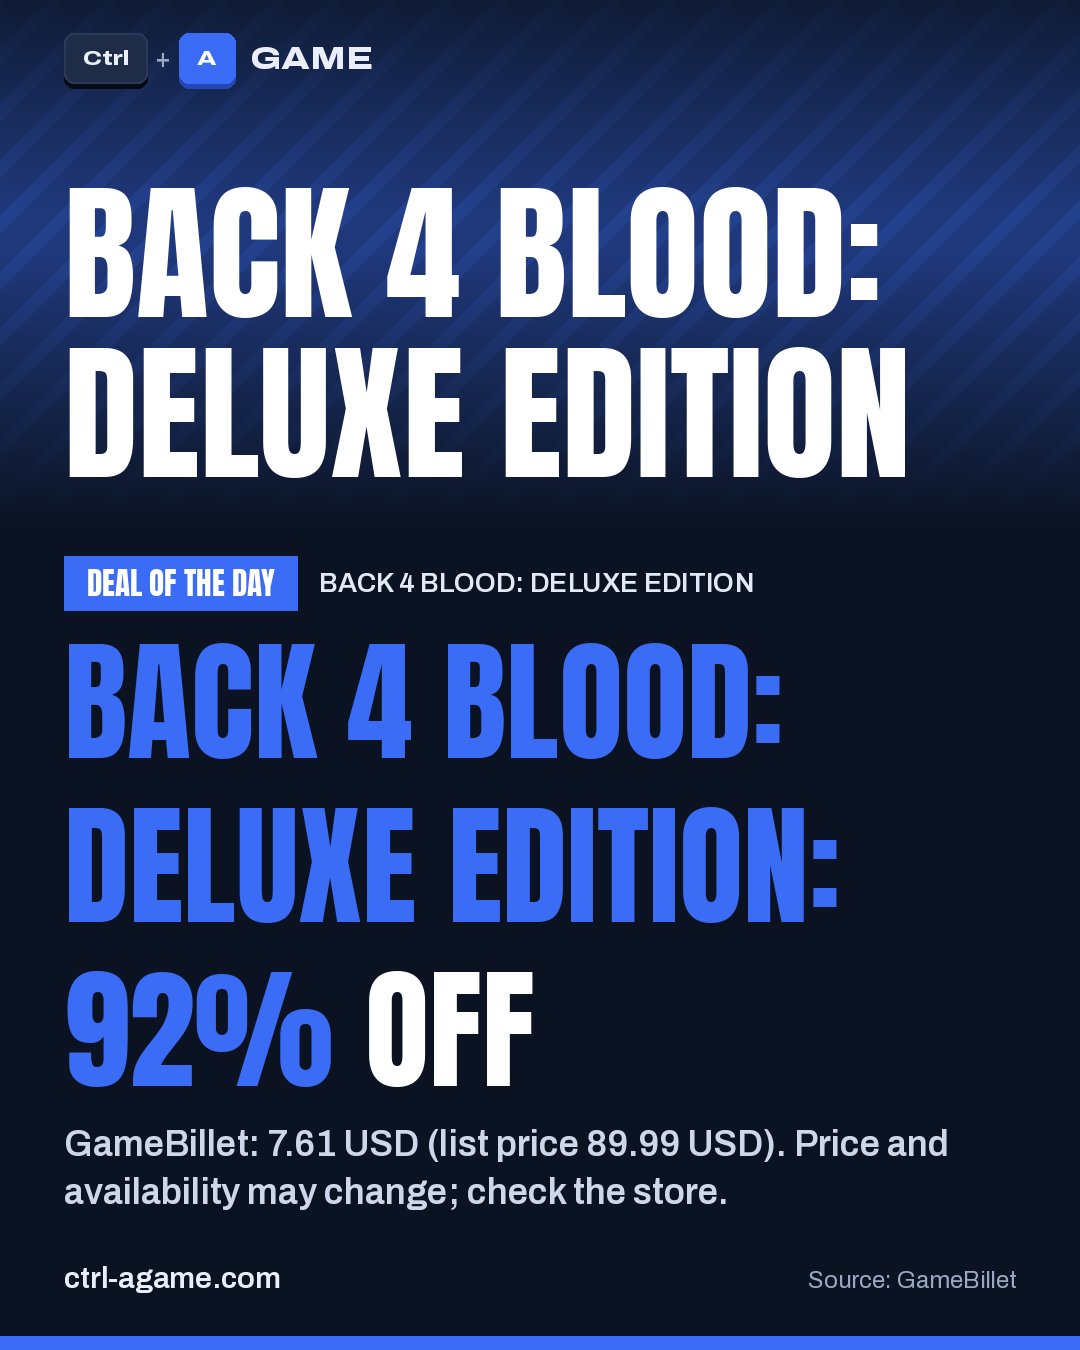 Ctrl + A GAME
BACK 4 BLOOD:
DELUXE EDITION
DEAL OF THE DAY BACK 4 BLOOD: DELUXE EDITION
BACK 4 BLOOD:
DELUXE EDITION:
92% OFF
GameBillet: 7.61 USD (list price 89.99 USD). Price and
availability may change; check the store.
ctrl-agame.com Source: GameBillet